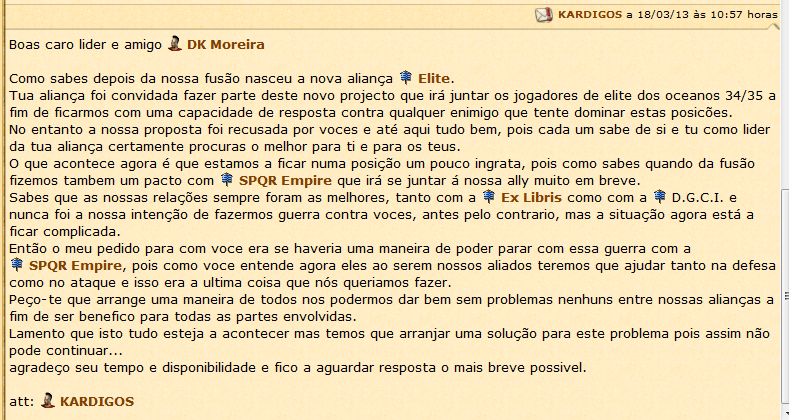 KARDIGOS a 18/03/13 às 10:57 horas
Boas caro lider e amigo DK Moreira
Como sabes depois da nossa fusão nasceu a nova aliança Elite.
Tua aliança foi convidada fazer parte deste novo projecto que irá juntar os jogadores de elite dos oceanos 34/35 a
fim de ficarmos com uma capacidade de resposta contra qualquer enimigo que tente dominar estas posicões.
No entanto a nossa proposta foi recusada por voces e até aqui tudo bem, pois cada um sabe de si e tu como lider
da tua aliança certamente procuras o melhor para ti e para os teus.
O que acontece agora é que estamos a ficar numa posição um pouco ingrata, pois como sabes quando da fusão
fizemos tambem um pacto com SPQR Empire que irá se juntar á nossa ally muito em breve.
Sabes que as nossas relações sempre foram as melhores, tanto com a Ex Libris como com a D.G.C.I. e
nunca foi a nossa intenção de fazermos guerra contra voces, antes pelo contrario, mas a situação agora está a
ficar complicada.
Então o meu pedido para com voce era se haveria uma maneira de poder parar com essa guerra com a
SPQR Empire, pois como voce entende agora eles ao serem nossos aliados teremos que ajudar tanto na defesa
como no ataque e isso era a ultima coisa que nós queriamos fazer.
Peço-te que arrange uma maneira de todos nos podermos dar bem sem problemas nenhuns entre nossas alianças a
fim de ser benefico para todas as partes envolvidas.
Lamento que isto tudo esteja a acontecer mas temos que arranjar uma solução para este problema pois assim não
pode continuar...
agradeço seu tempo e disponibilidade e fico a aguardar resposta o mais breve possivel.
att: KARDIGOS